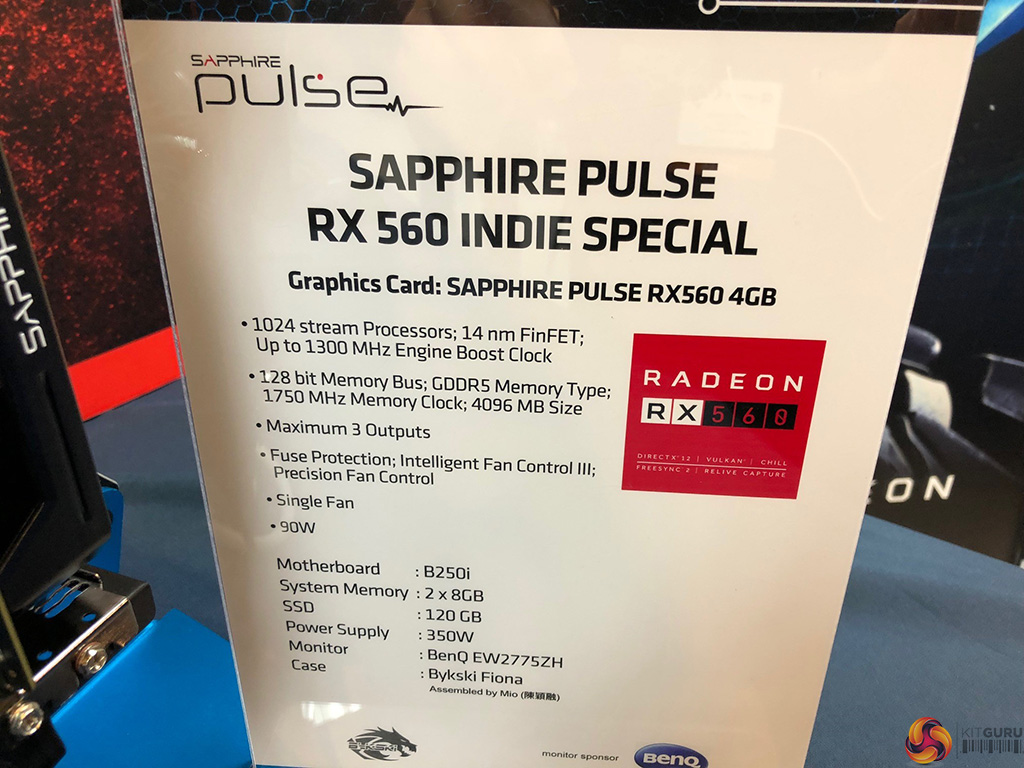 SAPPHIRE
pulse
SAPPHIRE PULSE
RX 560 INDIE SPECIAL
Graphics Card: SAPPHIRE PULSE RX560 4GB
• 1024 stream Processors; 14 nm FinFET;
Up to 1300 MHz Engine Boost Clock
• 128 bit Memory Bus; GDDR5 Memory Type;
1750 MHz Memory Clock; 4096 MB Size
• Maximum 3 Outputs
• Fuse Protection; Intelligent Fan Control III;
Precision Fan Control
• Single Fan
• 90W
RADEON
RX 560
DIRECTX® 12 | VULKAN® | CHILL
FREESYNC 2 | RELIVE CAPTURE
Motherboard : B250i
System Memory : 2 x 8GB
SSD : 120 GB
Power Supply : 350W
Monitor : BenQ EW2775ZH
Case : Bykski Fiona
Assembled by Mio (陳穎融)
BYKSKI
monitor sponsor BenQ
SAPPHIR
EON
KITGURU